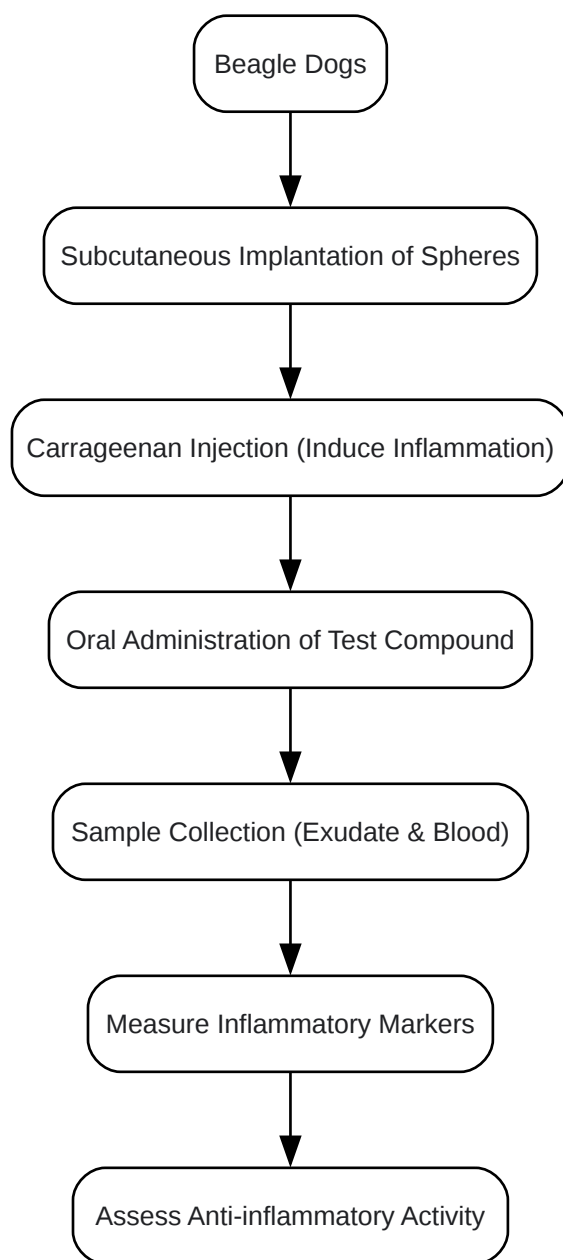 Beagle Dogs
Subcutaneous Implantation of Spheres
Carrageenan Injection (Induce Inflammation)
Oral Administration of Test Compound
Sample Collection (Exudate & Blood)
Measure Inflammatory Markers
Assess Anti-inflammatory Activity